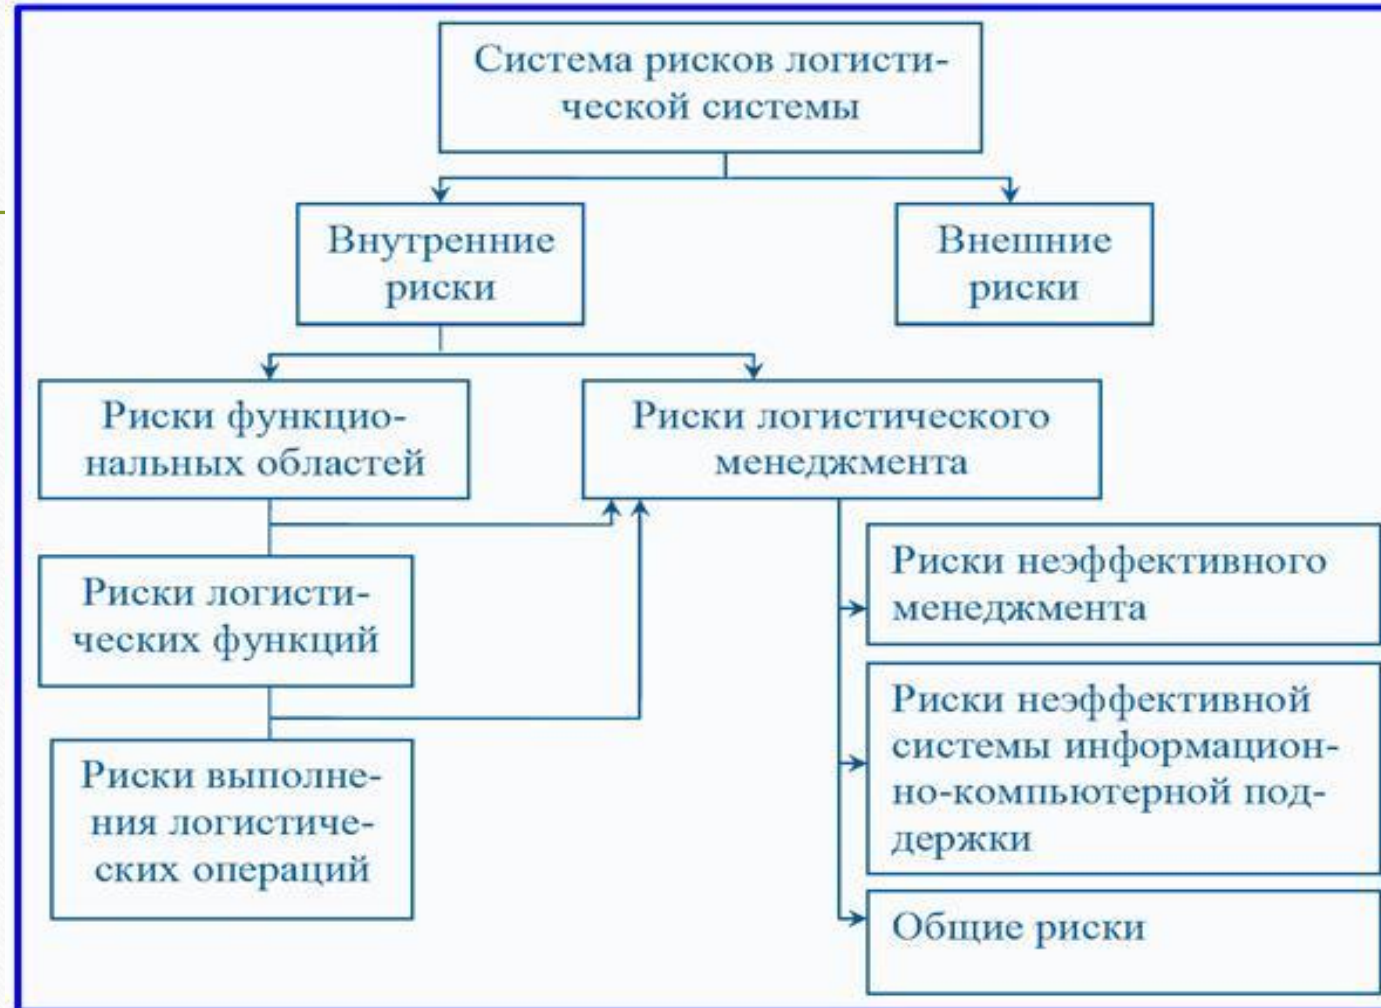 Система рисков логисти-
ческой системы
Внутренние
риски
Внешние
риски
Риски функцио-
нальных областей
Риски логистического
менеджмента
Риски логисти-
ческих функций
Риски выполне-
ния логистиче-
ских операций
Риски неэффективного
менеджмента
Риски неэффективной
системы информацион-
но-компьютерной под-
держки
Общие риски